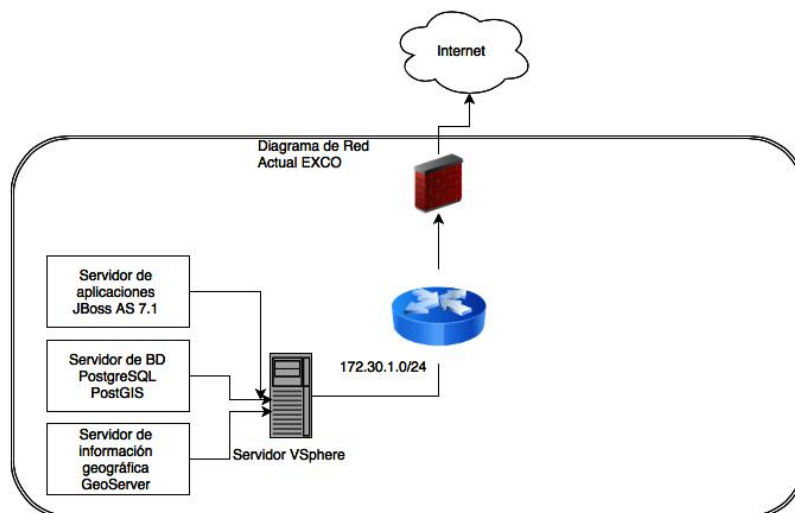 Internet
Diagrama de Red
Actual EXCO
Servidor de
aplicaciones
JBoss AS 7.1
Servidor de BD
PostgreSQL
PostGIS
172.30.1.0/24
Servidor de
información
geográfica
GeoServer
Servidor VSphere